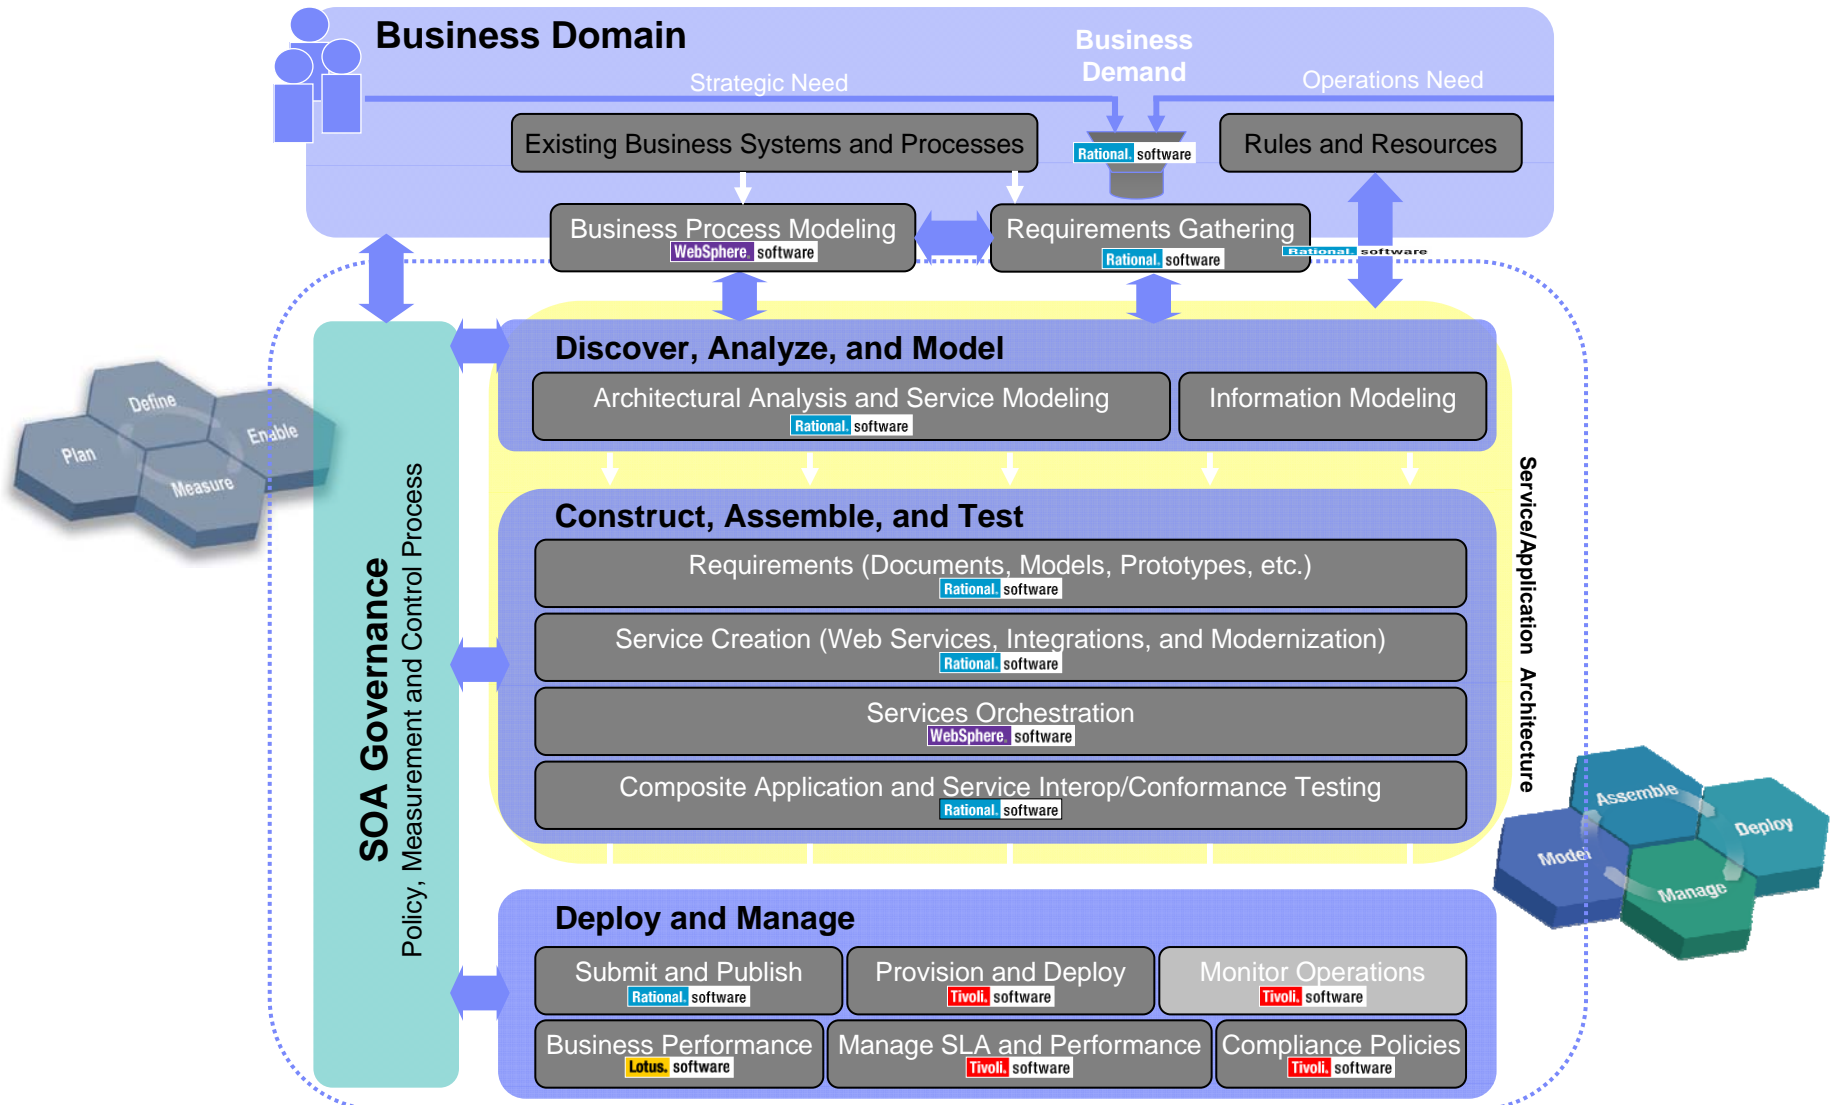 Business Domain
Business
Demand
Strategic Need
Operations Need
Existing Business Systems and Processes
Rational. software
Rules and Resources
Business Process Modeling
WebSphere. software
Requirements Gathering
Rational. software
Rational. software
Discover, Analyze, and Model
Architectural Analysis and Service Modeling
Rational. software
Information Modeling
Define
Enable
Plan
Measure
SOA Governance
Policy, Measurement and Control Process
Construct, Assemble, and Test
Requirements (Documents, Models, Prototypes, etc.)
Rational. software
Service Creation (Web Services, Integrations, and Modernization)
Rational. software
Services Orchestration
WebSphere. software
Composite Application and Service Interop/Conformance Testing
Rational. software
Service/Application Architecture
Assemble
Deploy
Model
Manage
Deploy and Manage
Submit and Publish
Rational. software
Provision and Deploy
Tivoli. software
Monitor Operations
Tivoli. software
Business Performance
Lotus. software
Manage SLA and Performance
Tivoli. software
Compliance Policies
Tivoli. software